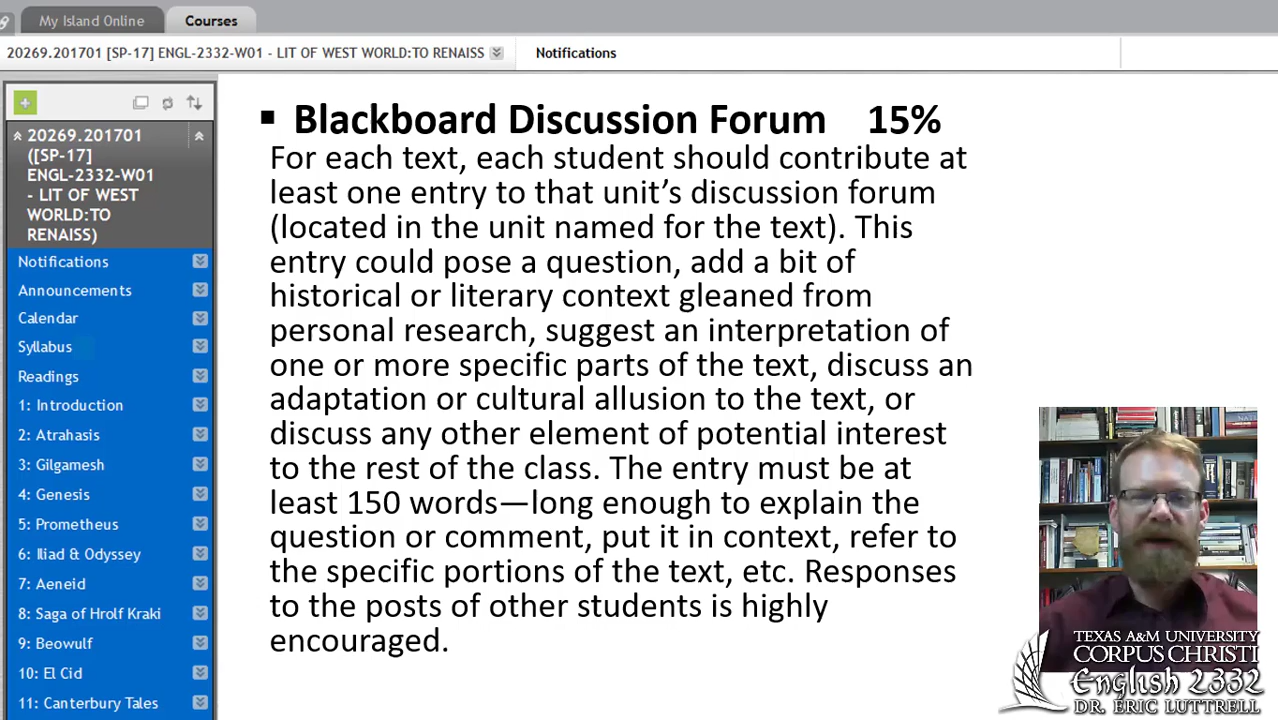 My Island Online
Courses
20269.201701 [SP-17] ENGL-2332-W01 - LIT OF WEST WORLD:TO RENAISS
Notifications
20269.201701
([SP-17]
ENGL-2332-W01
- LIT OF WEST
WORLD:TO
RENAISS)
Notifications
Announcements
Calendar
Syllabus
Readings
1: Introduction
2: Atrahasis
3: Gilgamesh
4: Genesis
5: Prometheus
6: Iliad & Odyssey
7: Aeneid
8: Saga of Hrolf Kraki
9: Beowulf
10: El Cid
11: Canterbury Tales
▪ Blackboard Discussion Forum 15%
For each text, each student should contribute at
least one entry to that unit’s discussion forum
(located in the unit named for the text). This
entry could pose a question, add a bit of
historical or literary context gleaned from
personal research, suggest an interpretation of
one or more specific parts of the text, discuss an
adaptation or cultural allusion to the text, or
discuss any other element of potential interest
to the rest of the class. The entry must be at
least 150 words—long enough to explain the
question or comment, put it in context, refer to
the specific portions of the text, etc. Responses
to the posts of other students is highly
encouraged.
TEXAS A&M UNIVERSITY
CORPUS CHRISTI
English 2332
DR. ERIC LUTTRELL